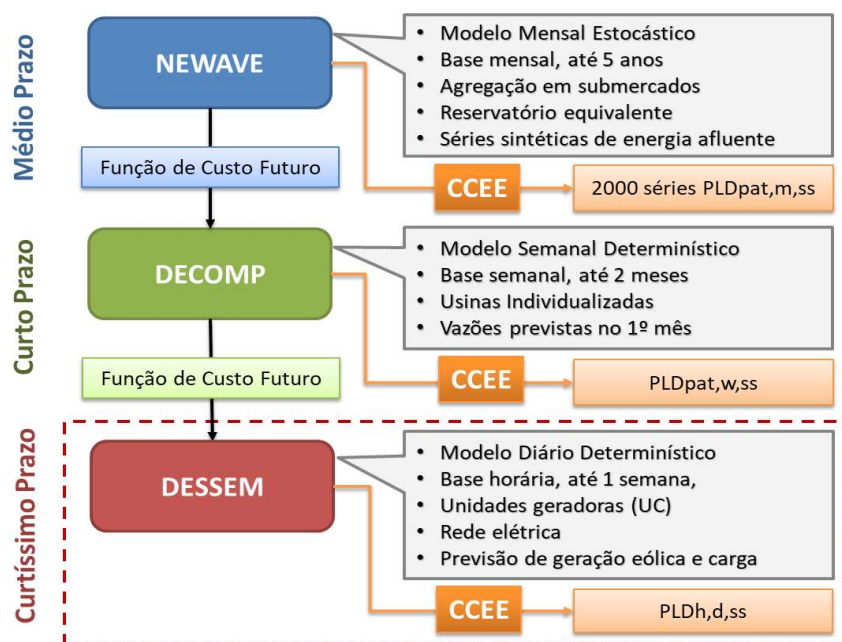 Médio Prazo
NEWAVE
• Modelo Mensal Estocástico
• Base mensal, até 5 anos
• Agregação em submercados
• Reservatório equivalente
• Séries sintéticas de energia afluente
Função de Custo Futuro
CCEE
2000 séries PLDpat,m,ss
Curto Prazo
DECOMP
• Modelo Semanal Determinístico
• Base semanal, até 2 meses
• Usinas Individualizadas
• Vazões previstas no 1º mês
Função de Custo Futuro
CCEE
PLDpat,w,ss
Curtíssimo Prazo
DESSEM
• Modelo Diário Determinístico
• Base horária, até 1 semana,
• Unidades geradoras (UC)
• Rede elétrica
• Previsão de geração eólica e carga
CCEE
PLDh,d,ss